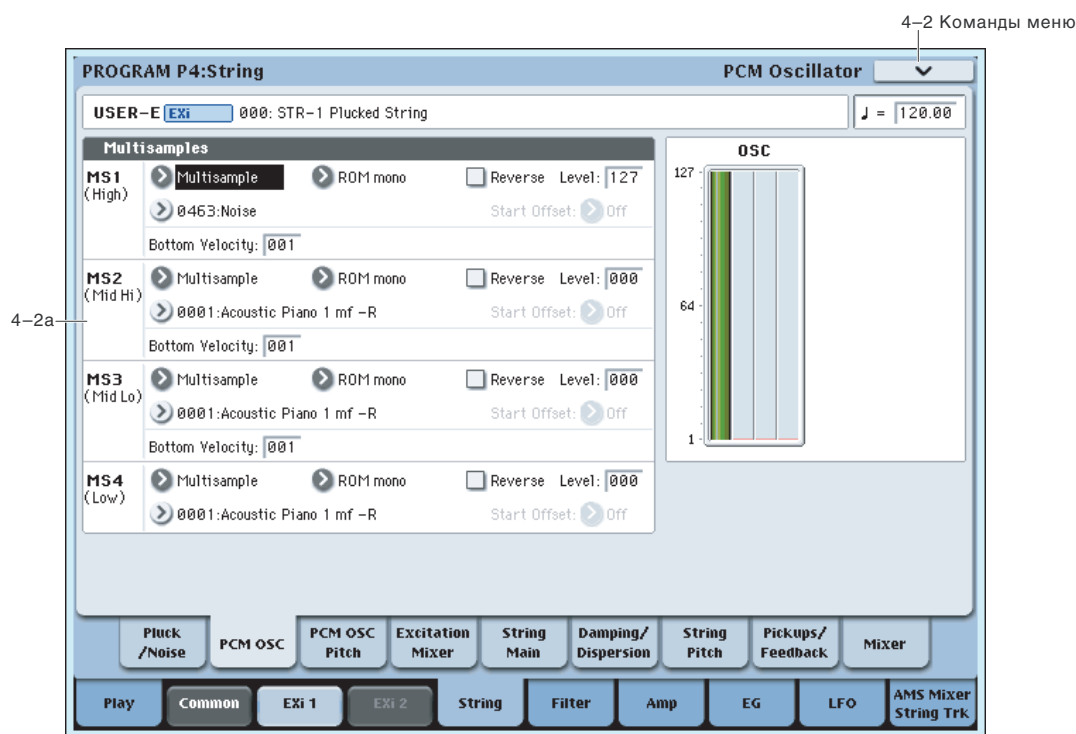 4–2 Команды меню
PROGRAM P4:String PCM Oscillator
USER-E EXi 000: STR-1 Plucked String ♩ = 120.00
Multisamples
OSC
MS1 Multisample ROM mono Reverse Level: 127
(High)
0463:Noise Start Offset: Off
Bottom Velocity: 001
MS2 Multisample ROM mono Reverse Level: 000
(Mid Hi)
0001:Acoustic Piano 1 mf -R Start Offset: Off
Bottom Velocity: 001
MS3 Multisample ROM mono Reverse Level: 000
(Mid Lo)
0001:Acoustic Piano 1 mf -R Start Offset: Off
Bottom Velocity: 001
MS4 Multisample ROM mono Reverse Level: 000
(Low)
0001:Acoustic Piano 1 mf -R Start Offset: Off
127
64
1
4–2a
Pluck
/Noise
PCM OSC
PCM OSC
Pitch
Excitation
Mixer
String
Main
Damping/
Dispersion
String
Pitch
Pickups/
Feedback
Mixer
Play
Common
EXi 1
EXi 2
String
Filter
Amp
EG
LFO
AMS Mixer
String Trk